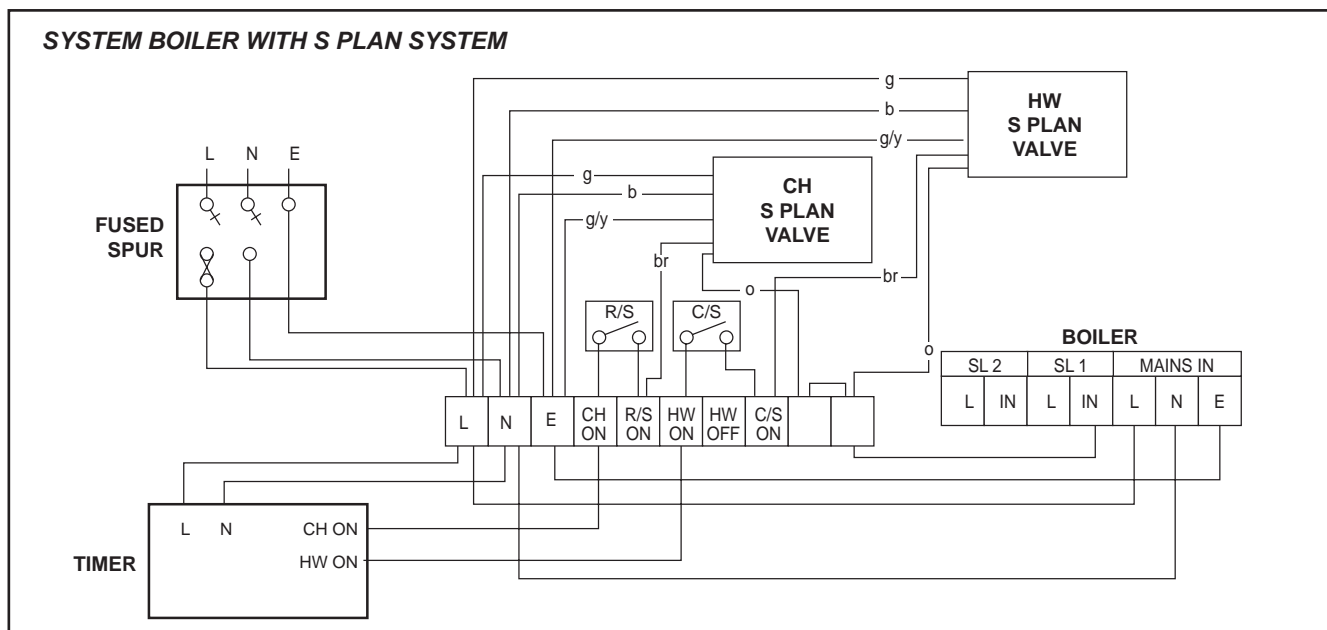 SYSTEM BOILER WITH S PLAN SYSTEM
g
HW
S PLAN
VALVE
b
g/y
L N E
FUSED
SPUR
g
CH
S PLAN
VALVE
b
g/y
br
br
o
R/S
C/S
o
BOILER
SL 2 SL 1 MAINS IN
L IN L IN L N E
L N E CH ON R/S ON HW ON HW OFF C/S ON
L N CH ON
HW ON
TIMER